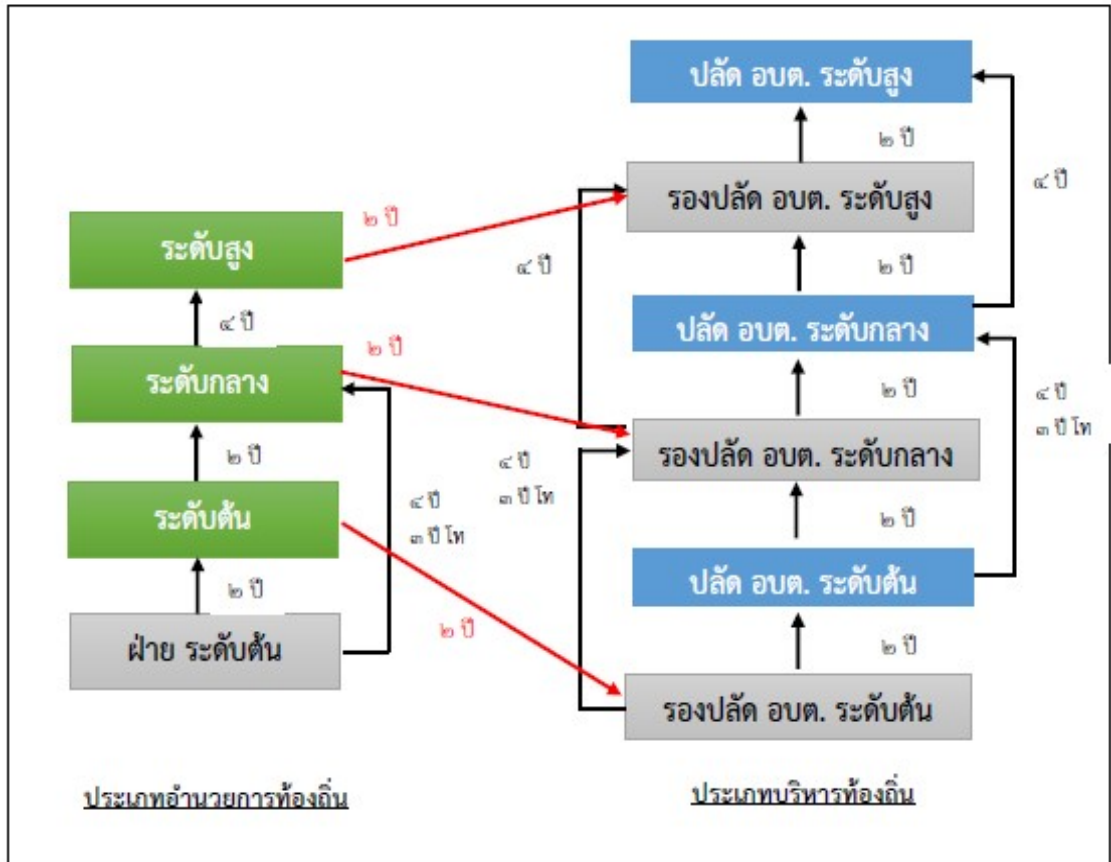 ปลัด อบต. ระดับสูง
๒ ปี
๔ ปี
รองปลัด อบต. ระดับสูง
๒ ปี
ระดับสูง
๒ ปี
๔ ปี
๔ ปี
ปลัด อบต. ระดับกลาง
๒ ปี
ระดับกลาง
๒ ปี
๔ ปี
๓ ปี โท
รองปลัด อบต. ระดับกลาง
๒ ปี
๔ ปี
๓ ปี โท
ระดับต้น
๔ ปี
๓ ปี โท
๒ ปี
ปลัด อบต. ระดับต้น
๒ ปี
ฝ่าย ระดับต้น
๒ ปี
๒ ปี
รองปลัด อบต. ระดับต้น
ประเภทอำนวยการท้องถิ่น
ประเภทบริหารท้องถิ่น